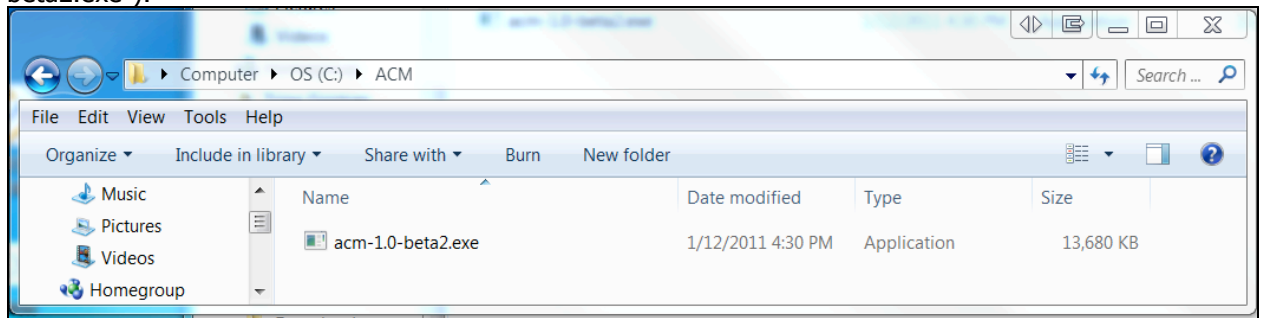 beta2.exe").
Computer OS (C:) ACM Search ...
File Edit View Tools Help
Organize Include in library Share with Burn New folder
Music Name Date modified Type Size
Pictures
acm-1.0-beta2.exe 1/12/2011 4:30 PM Application 13,680 KB
Videos
Homegroup